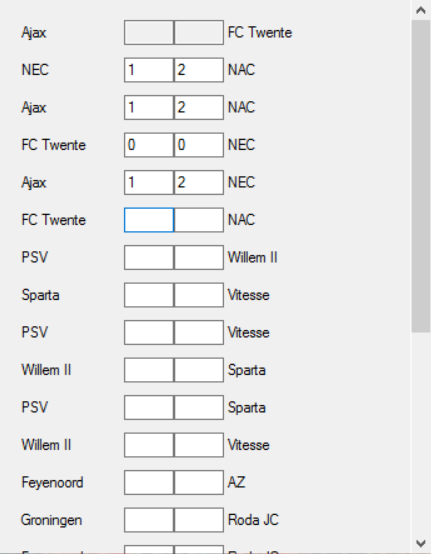 Ajax FC Twente
NEC 1 2 NAC
Ajax 1 2 NAC
FC Twente 0 0 NEC
Ajax 1 2 NEC
FC Twente NAC
PSV Willem II
Sparta Vitesse
PSV Vitesse
Willem II Sparta
PSV Sparta
Willem II Vitesse
Feyenoord AZ
Groningen Roda JC